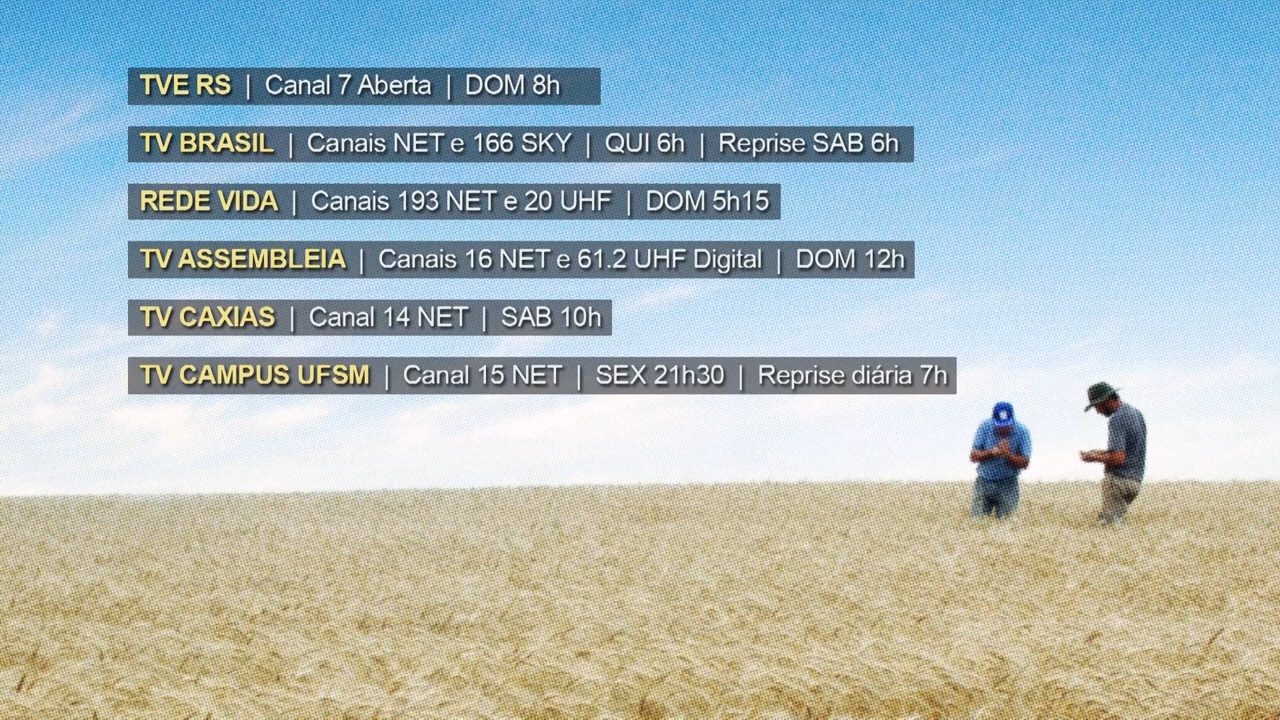 TVE RS | Canal 7 Aberta | DOM 8h
TV BRASIL | Canais NET e 166 SKY | QUI 6h | Reprise SAB 6h
REDE VIDA | Canais 193 NET e 20 UHF | DOM 5h15
TV ASSEMBLEIA | Canais 16 NET e 61.2 UHF Digital | DOM 12h
TV CAXIAS | Canal 14 NET | SAB 10h
TV CAMPUS UFSM | Canal 15 NET | SEX 21h30 | Reprise diária 7h